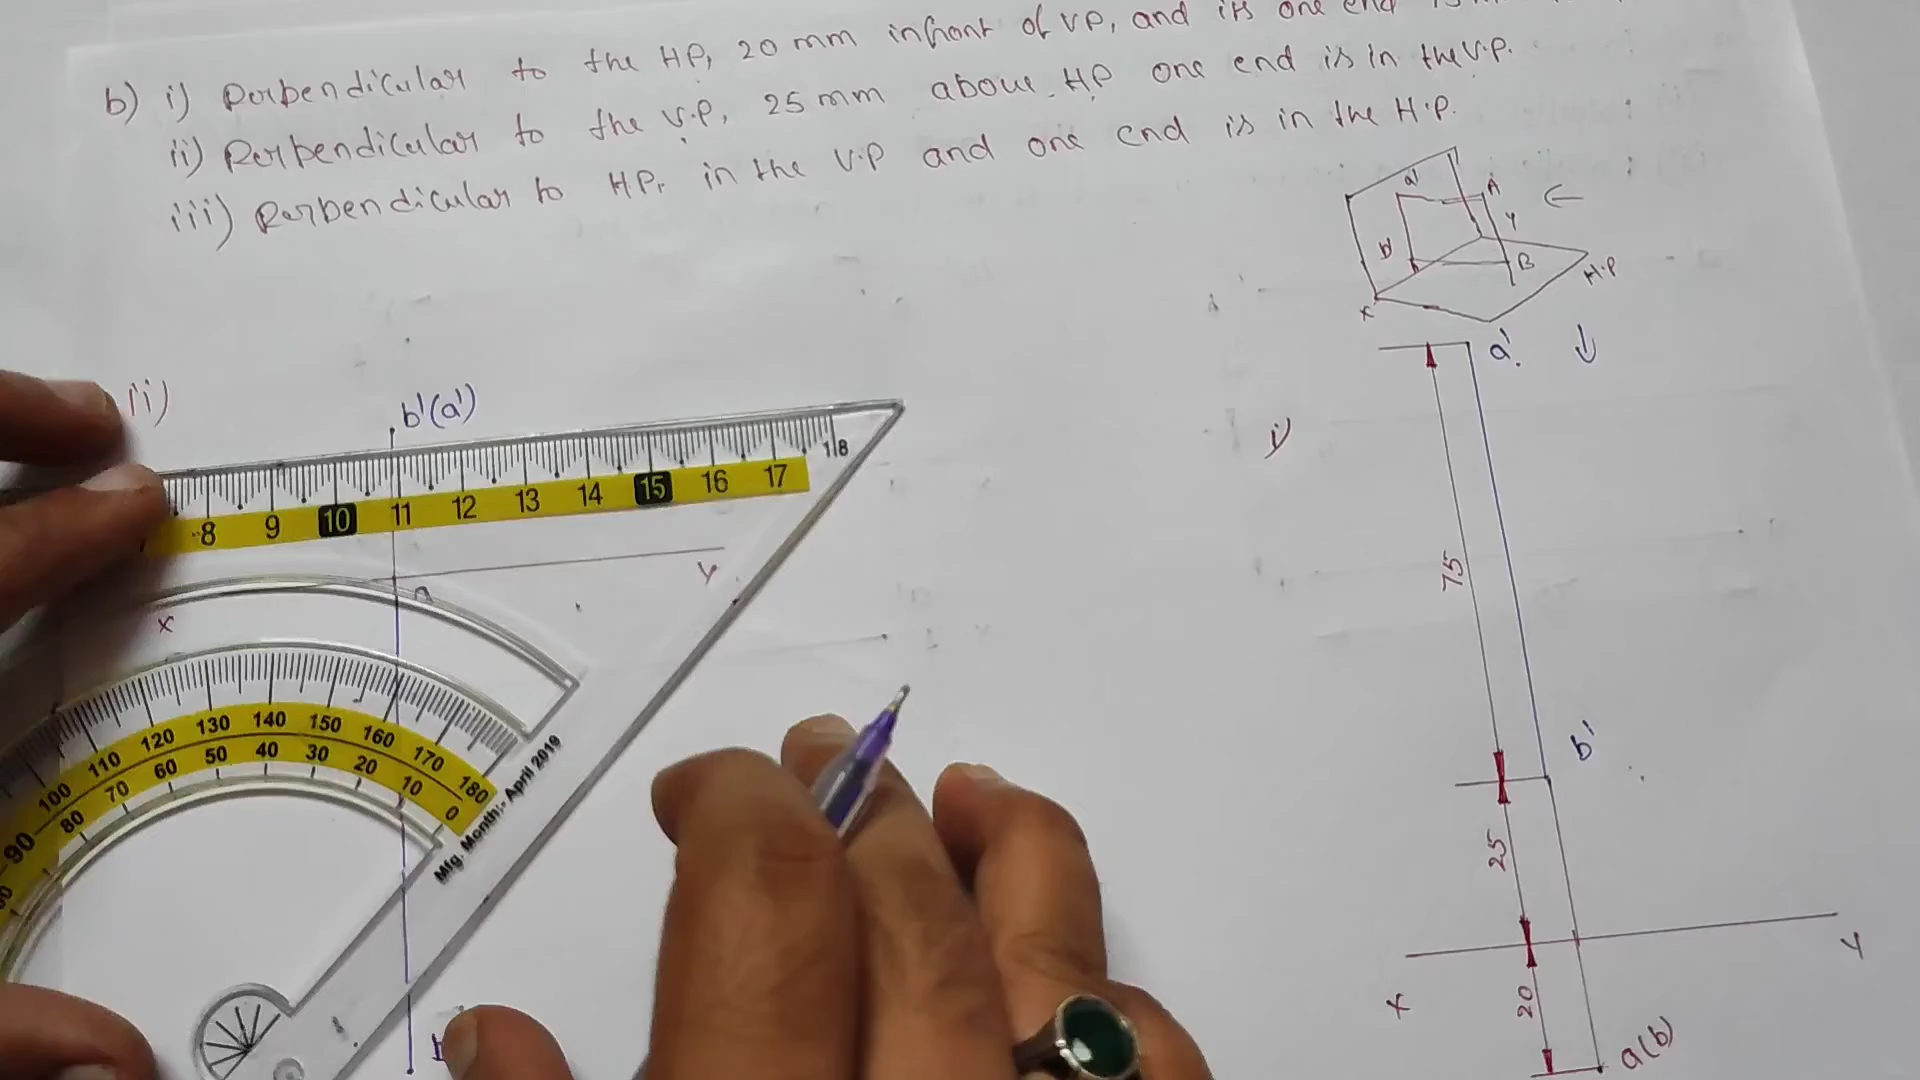 b) i) Perpendicular to the HP, 20 mm infront of VP, and its one end is
ii) Perpendicular to the V.P, 25 mm above HP one end is in the V.P.
iii) Perpendicular to HP, in the V.P and one end is in the H.P.
a' A
Y
b' B
H.P
X
ii)
b'(a')
8 9 10 11 12 13 14 15 16 17 18
a
X
Y
100 110 120 130 140 150 160 170 180
90 80 70 60 50 40 30 20 10 0
Mfg. Month:- April 2019
i)
a'
75
b'
25
X
Y
20
a(b)